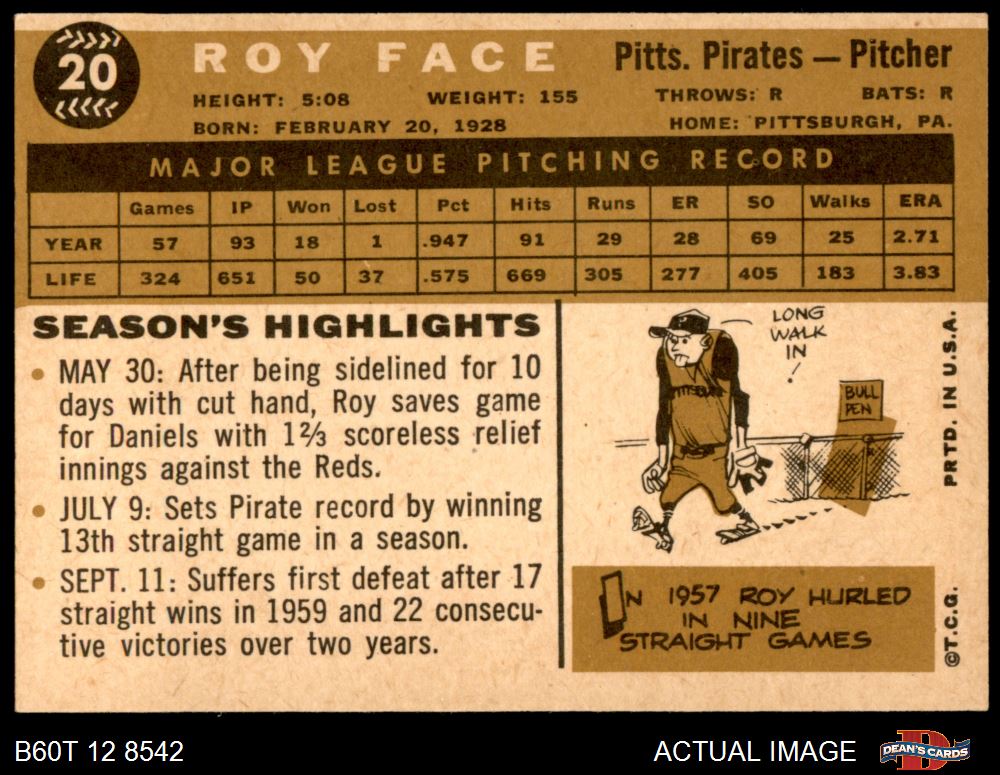 20
ROY FACE
Pitts. Pirates — Pitcher
HEIGHT: 5:08 WEIGHT: 155 THROWS: R BATS: R
BORN: FEBRUARY 20, 1928 HOME: PITTSBURGH, PA.
MAJOR LEAGUE PITCHING RECORD
Games IP Won Lost Pct Hits Runs ER SO Walks ERA
YEAR 57 93 18 1 .947 91 29 28 69 25 2.71
LIFE 324 651 50 37 .575 669 305 277 405 183 3.83
SEASON'S HIGHLIGHTS
• MAY 30: After being sidelined for 10
days with cut hand, Roy saves game
for Daniels with 1⅔ scoreless relief
innings against the Reds.
• JULY 9: Sets Pirate record by winning
13th straight game in a season.
• SEPT. 11: Suffers first defeat after 17
straight wins in 1959 and 22 consecu-
tive victories over two years.
LONG
WALK
IN
!
BULL
PEN
PITTSBURG
IN 1957 ROY HURLED
IN NINE
STRAIGHT GAMES
PRTD. IN U.S.A.
©T.C.G.
B60T 12 8542
ACTUAL IMAGE
D
DEAN'S CARDS